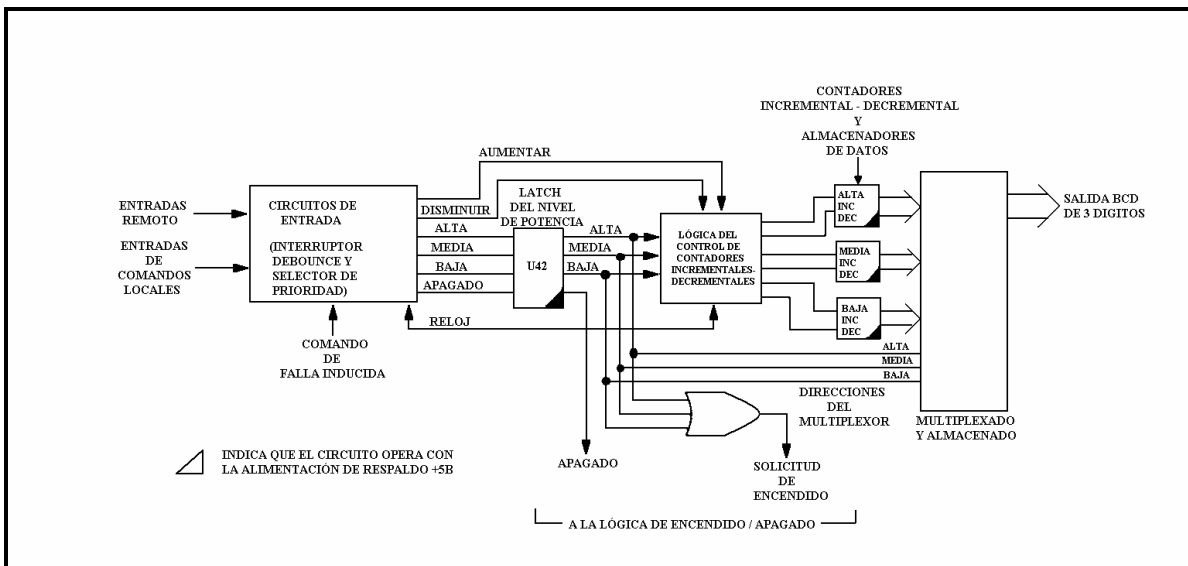 CONTADORES
INCREMENTAL - DECREMENTAL
Y
ALMACENADORES
DE DATOS
ENTRADAS
REMOTO
ENTRADAS
DE
COMANDOS
LOCALES
CIRCUITOS DE
ENTRADA
(INTERRUPTOR
DEBOUNCE Y
SELECTOR DE
PRIORIDAD)
COMANDO
DE
FALLA INDUCIDA
AUMENTAR
DISMINUIR
ALTA
MEDIA
BAJA
APAGADO
RELOJ
LATCH
DEL NIVEL
DE POTENCIA
U42
ALTA
MEDIA
BAJA
LÓGICA DEL
CONTROL DE
CONTADORES
INCREMENTALES-
DECREMENTALES
ALTA
INC
DEC
MEDIA
INC
DEC
BAJA
INC
DEC
ALTA
MEDIA
BAJA
DIRECCIONES
DEL
MULTIPLEXOR
MULTIPLEXADO
Y ALMACENADO
SALIDA BCD
DE 3 DIGITOS
INDICA QUE EL CIRCUITO OPERA CON
LA ALIMENTACIÓN DE RESPALDO +5B
APAGADO
SOLICITUD
DE
ENCENDIDO
A LA LÓGICA DE ENCENDIDO / APAGADO